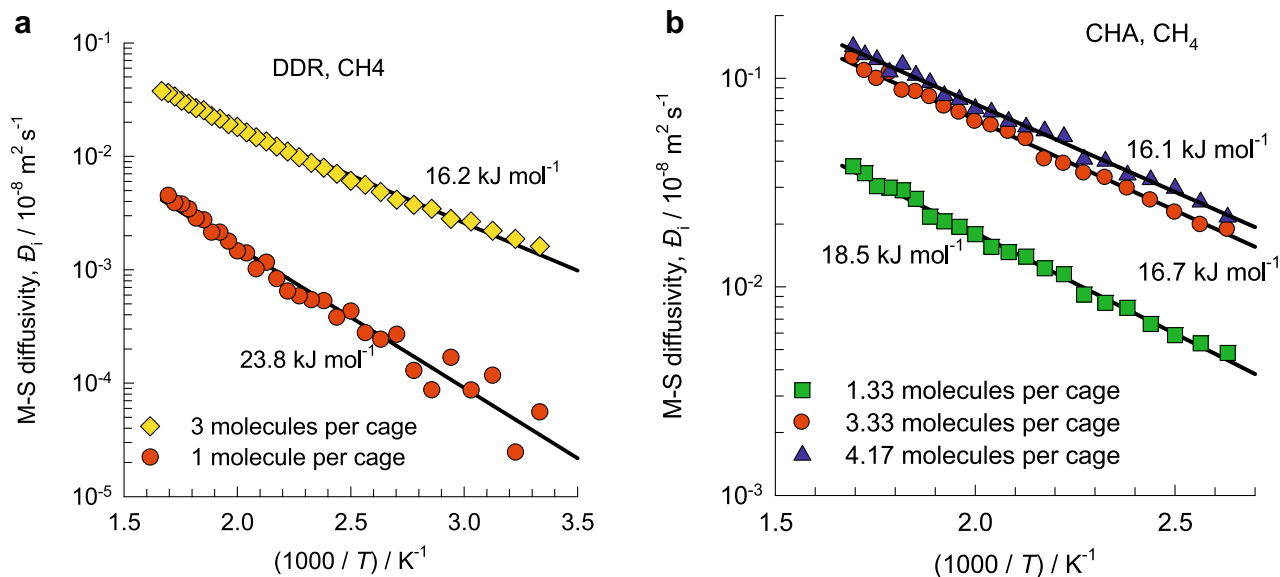 a
DDR, CH4
10⁻¹
10⁻²
10⁻³
10⁻⁴
10⁻⁵
M-S diffusivity, Đᵢ / 10⁻⁸ m² s⁻¹
16.2 kJ mol⁻¹
23.8 kJ mol⁻¹
3 molecules per cage
1 molecule per cage
1.5 2.0 2.5 3.0 3.5
(1000 / T) / K⁻¹
b
CHA, CH₄
10⁻¹
10⁻²
10⁻³
M-S diffusivity, Đᵢ / 10⁻⁸ m² s⁻¹
16.1 kJ mol⁻¹
18.5 kJ mol⁻¹
16.7 kJ mol⁻¹
1.33 molecules per cage
3.33 molecules per cage
4.17 molecules per cage
1.5 2.0 2.5
(1000 / T) / K⁻¹